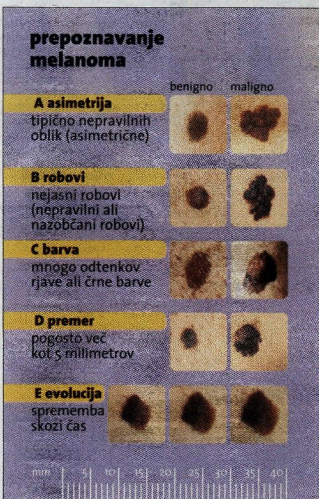 prepoznavanje
melanoma
benigno maligno
A asimetrija
tipično nepravilnih
oblik (asimetrične)
B robovi
nejasni robovi
(nepravilni ali
nazobčani robovi)
C barva
mnogo odtenkov
rjave ali črne barve
D premer
pogosto več
kot 5 milimetrov
E evolucija
sprememba
skozi čas
mm 5 10 15 20 25 30 35 40